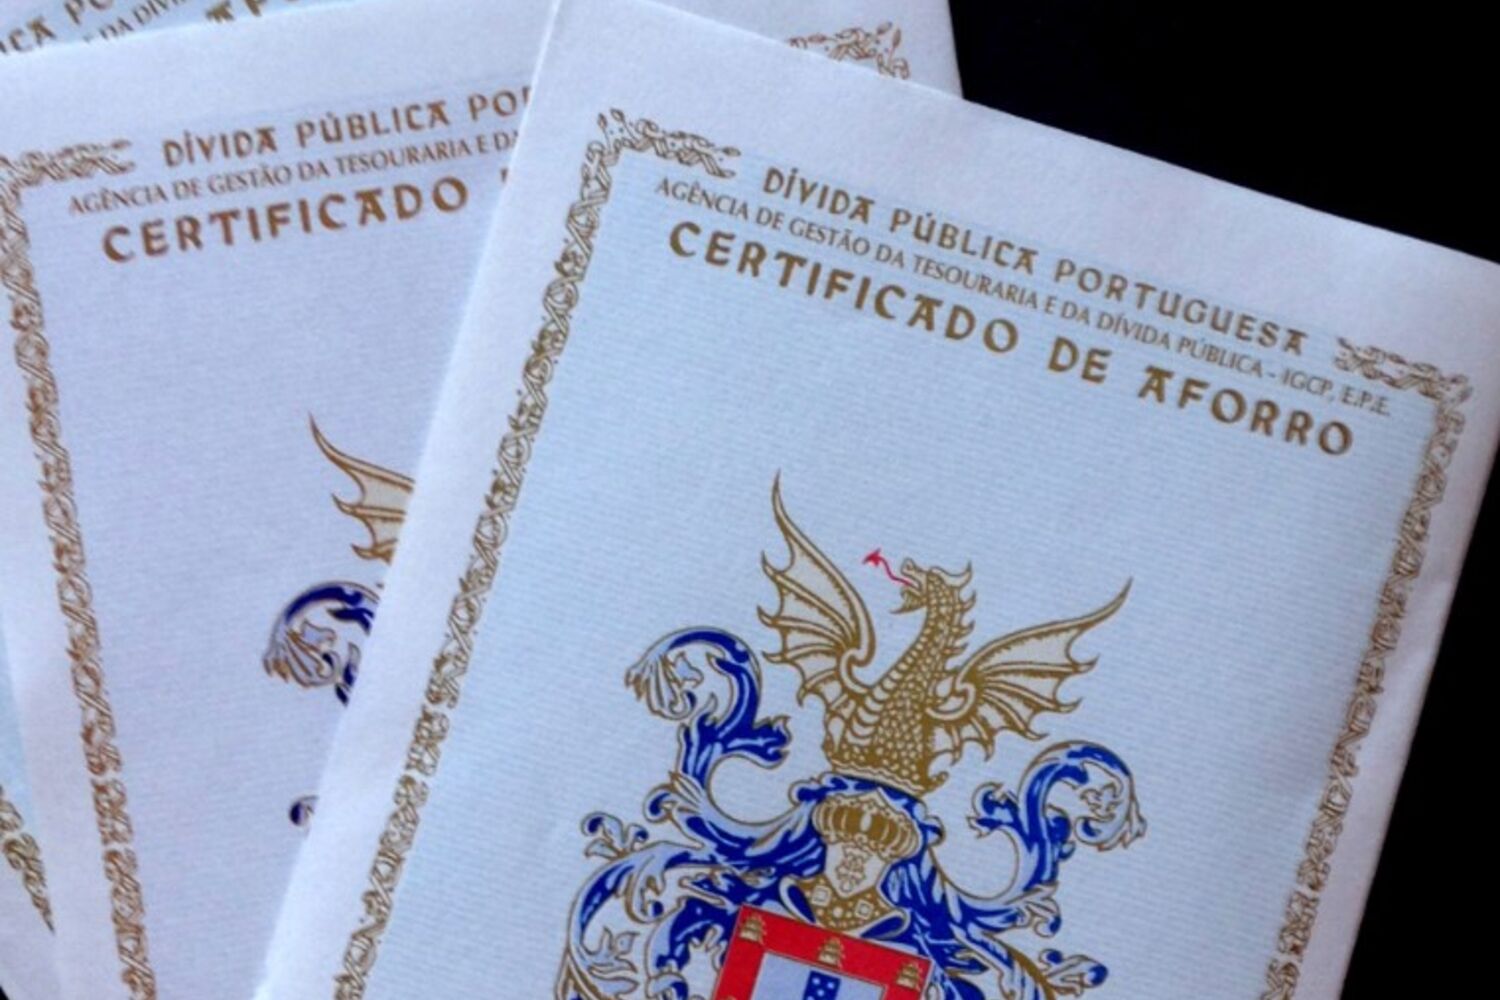 DÍVIDA PÚBLICA
AGÊNCIA DE GESTÃO DA TESOURARIA E DA
CERTIFICADO
DÍVIDA PÚBLICA PORTUGUESA
AGÊNCIA DE GESTÃO DA TESOURARIA E DA DÍVIDA PÚBLICA - IGCP, E.P.E.
CERTIFICADO DE AFORRO